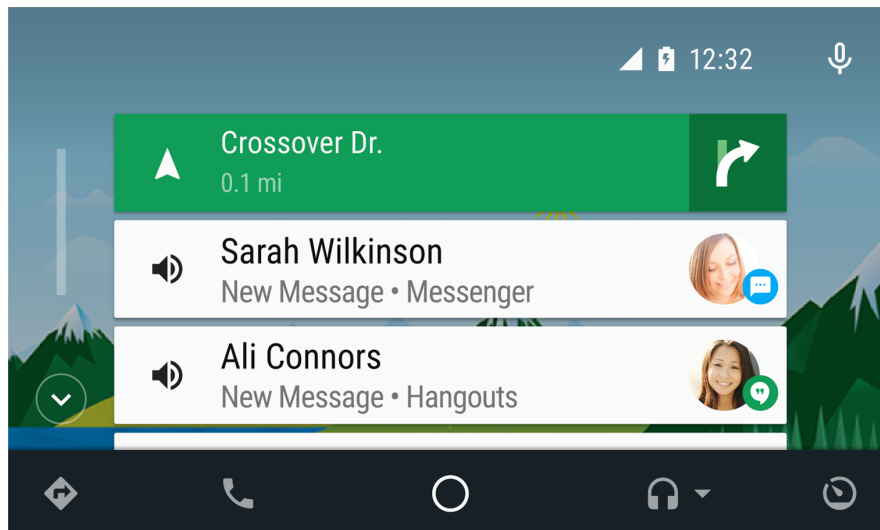 12:32
Crossover Dr.
0.1 mi
Sarah Wilkinson
New Message • Messenger
Ali Connors
New Message • Hangouts